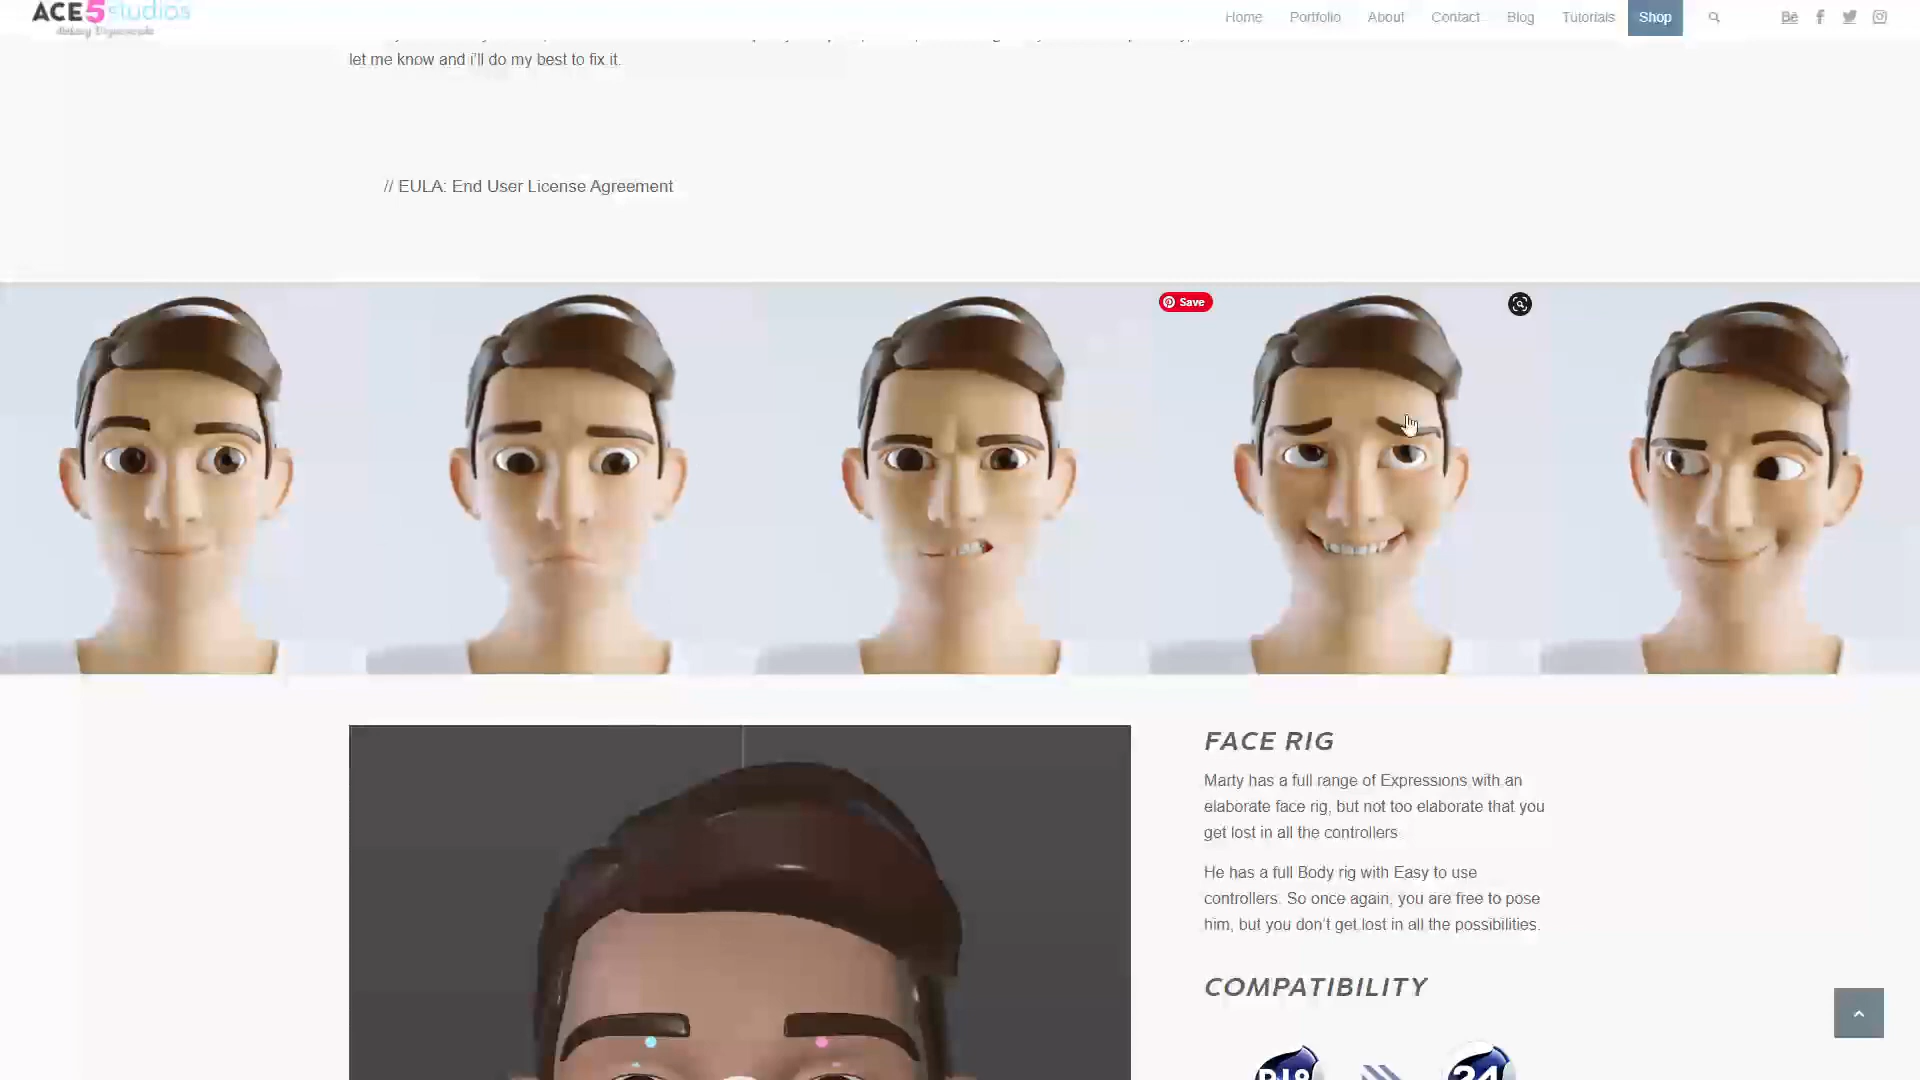 ACE5studios
Home Portfolio About Contact Blog Tutorials Shop Bē
let me know and i'll do my best to fix it.
// EULA: End User License Agreement
Save
FACE RIG
Marty has a full range of Expressions with an
elaborate face rig, but not too elaborate that you
get lost in all the controllers
He has a full Body rig with Easy to use
controllers. So once again, you are free to pose
him, but you don't get lost in all the possibilities.
COMPATIBILITY
R19 24